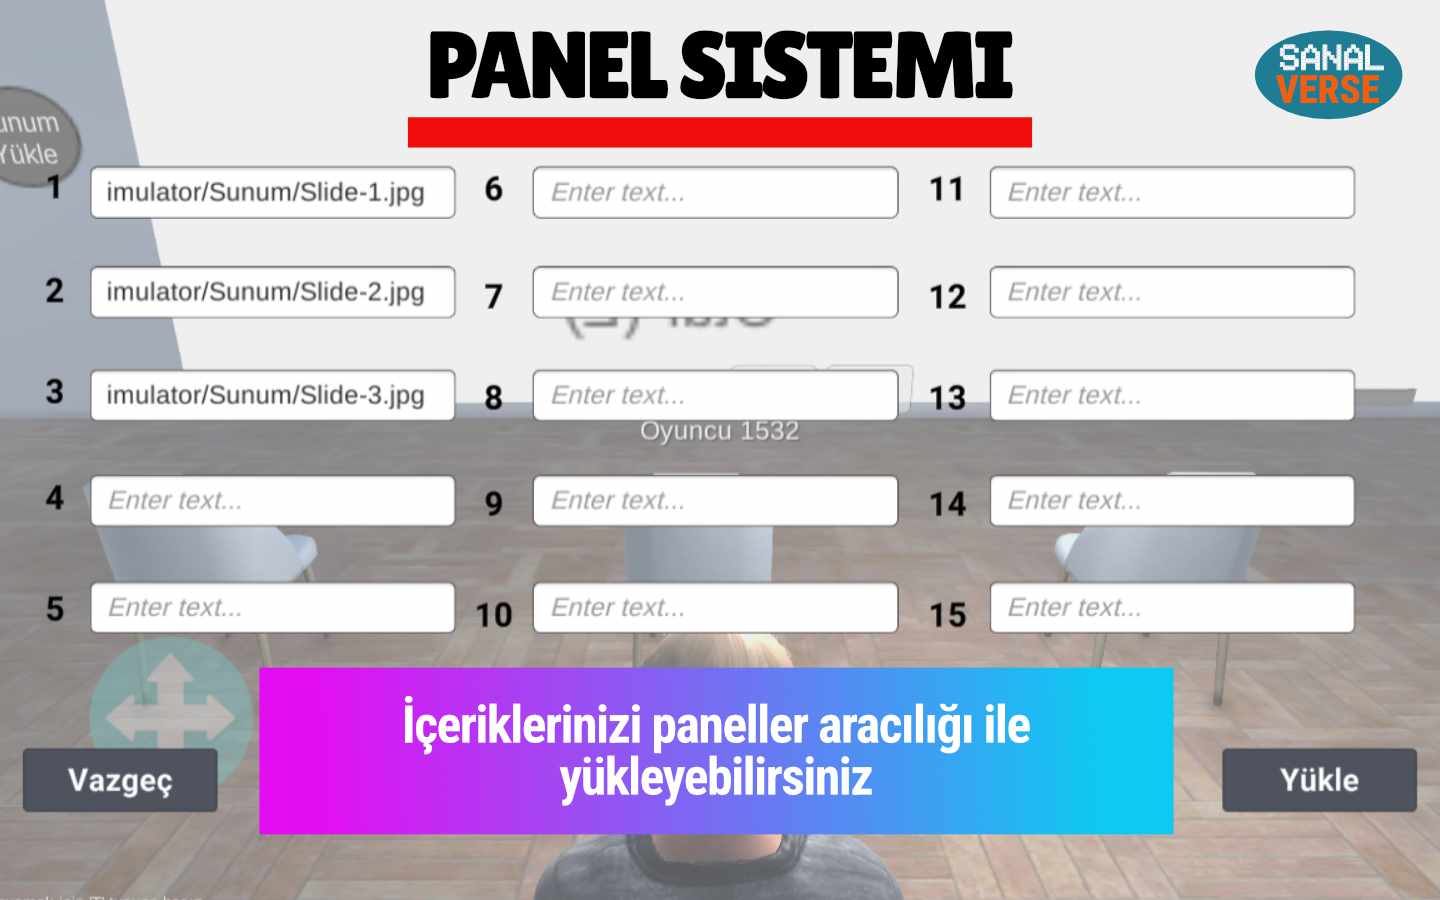 PANEL SISTEMI
SANAL
VERSE
Yükle
1
imulator/Sunum/Slide-1.jpg
6
Enter text...
11
Enter text...
2
imulator/Sunum/Slide-2.jpg
7
Enter text...
12
Enter text...
3
imulator/Sunum/Slide-3.jpg
8
Enter text...
13
Enter text...
Oyuncu 1532
4
Enter text...
9
Enter text...
14
Enter text...
5
Enter text...
10
Enter text...
15
Enter text...
İçeriklerinizi paneller aracılığı ile
yükleyebilirsiniz
Vazgeç
Yükle